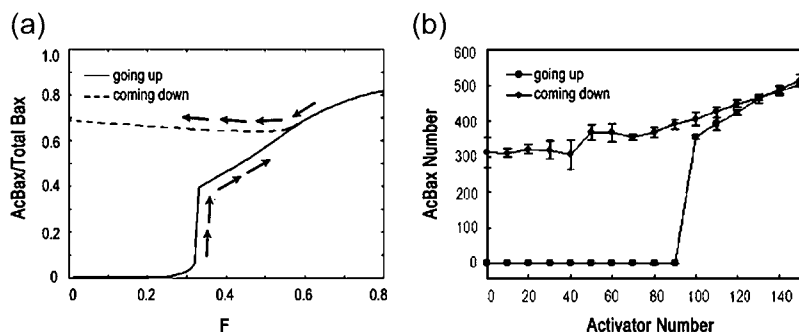 (a)
AcBax/Total Bax
1.0
0.8
0.6
0.4
0.2
0
going up
coming down
0 0.2 0.4 0.6 0.8
F
(b)
AcBax Number
600
500
400
300
200
100
0
going up
coming down
0 20 40 60 80 100 120 140
Activator Number